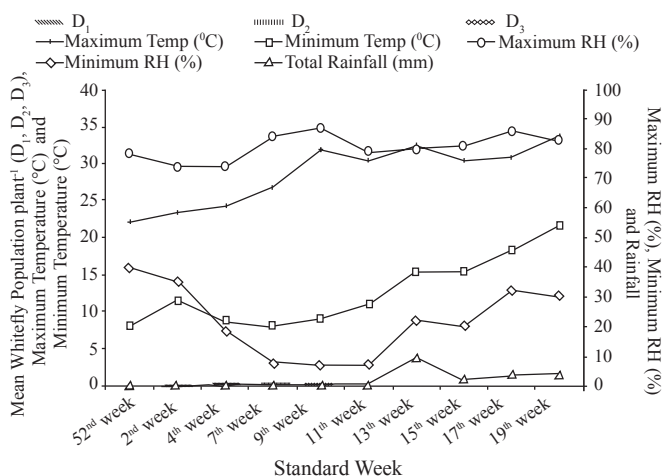 D₁ D₂ D₃
Maximum Temp (⁰C) Minimum Temp (⁰C) Maximum RH (%)
Minimum RH (%) Total Rainfall (mm)
Mean Whitefly Population plant⁻¹ (D₁, D₂, D₃),
Maximum Temperature (°C) and
Minimum Temperature (°C)
40
35
30
25
20
15
10
5
0
100
90
80
70
60
50
40
30
20
10
0
Maximum RH (%), Minimum RH (%)
and Rainfall
52ⁿᵈ week
2ⁿᵈ week
4ᵗʰ week
7ᵗʰ week
9ᵗʰ week
11ᵗʰ week
13ᵗʰ week
15ᵗʰ week
17ᵗʰ week
19ᵗʰ week
Standard Week